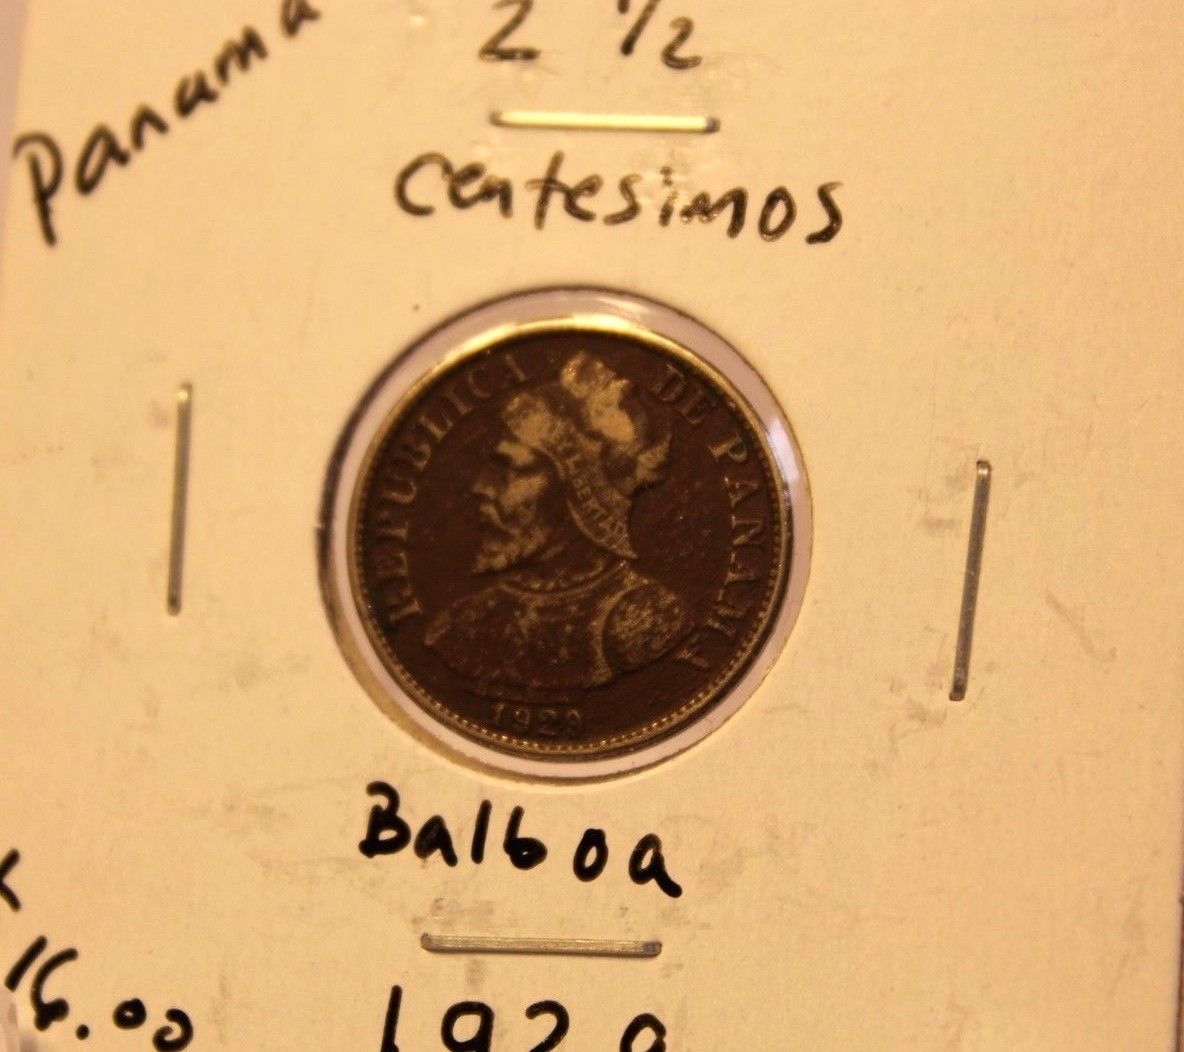 Panama
2 1/2
centesimos
REPUBLICA DE PANAMA
LIBERTAD
1929
Balboa
16.00
1929